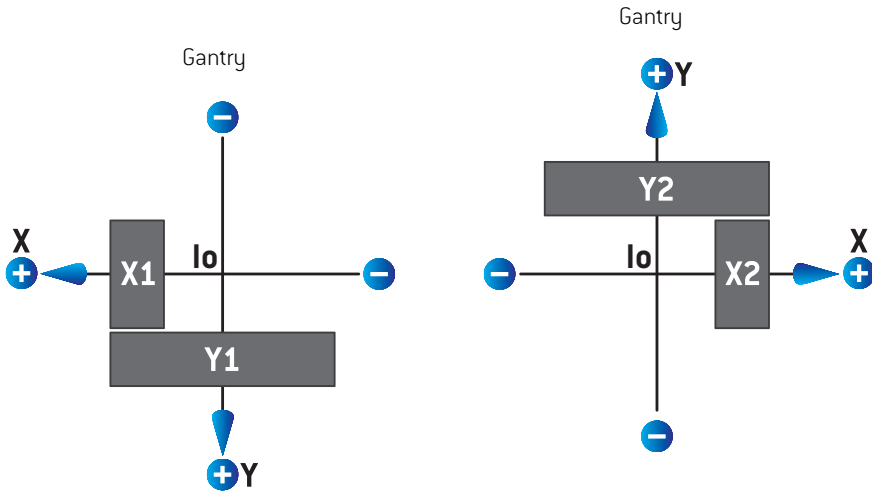 Gantry
−
X
+
X1
Io
−
Y1
+
Y
Gantry
+
Y
Y2
−
Io
X2
X
+
−